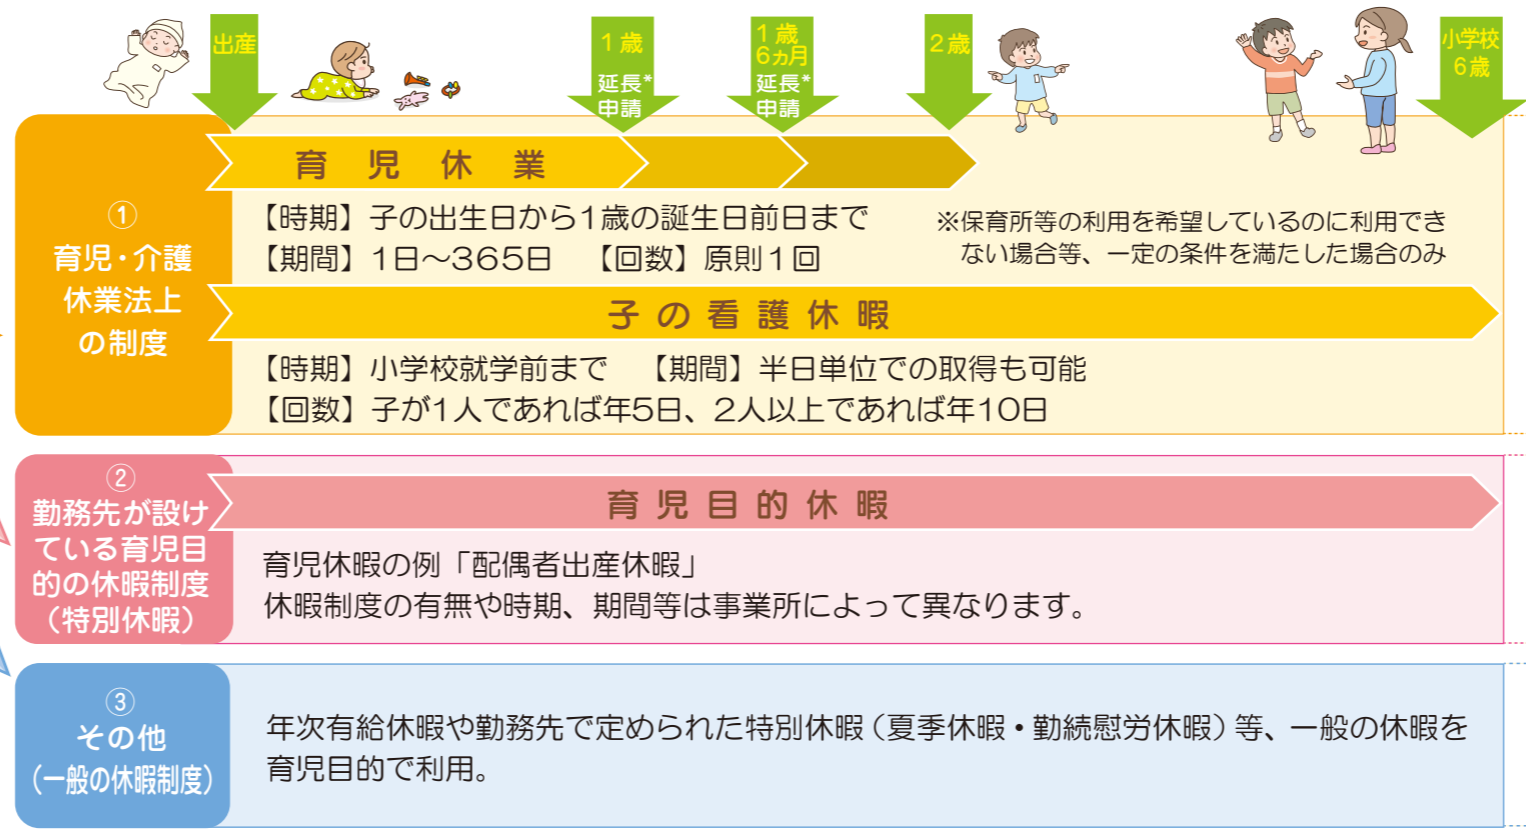 出産
1歳
延長*
申請
1歳
6ヵ月
延長*
申請
2歳
小学校
6歳
①
育児・介護
休業法上
の制度
育児休業
【時期】子の出生日から1歳の誕生日前日まで
【期間】1日～365日　【回数】原則1回
※保育所等の利用を希望しているのに利用でき
ない場合等、一定の条件を満たした場合のみ
子の看護休暇
【時期】小学校就学前まで　【期間】半日単位での取得も可能
【回数】子が1人であれば年5日、2人以上であれば年10日
②
勤務先が設け
ている育児目
的の休暇制度
（特別休暇）
育児目的休暇
育児休暇の例「配偶者出産休暇」
休暇制度の有無や時期、期間等は事業所によって異なります。
③
その他
（一般の休暇制度）
年次有給休暇や勤務先で定められた特別休暇（夏季休暇・勤続慰労休暇）等、一般の休暇を
育児目的で利用。